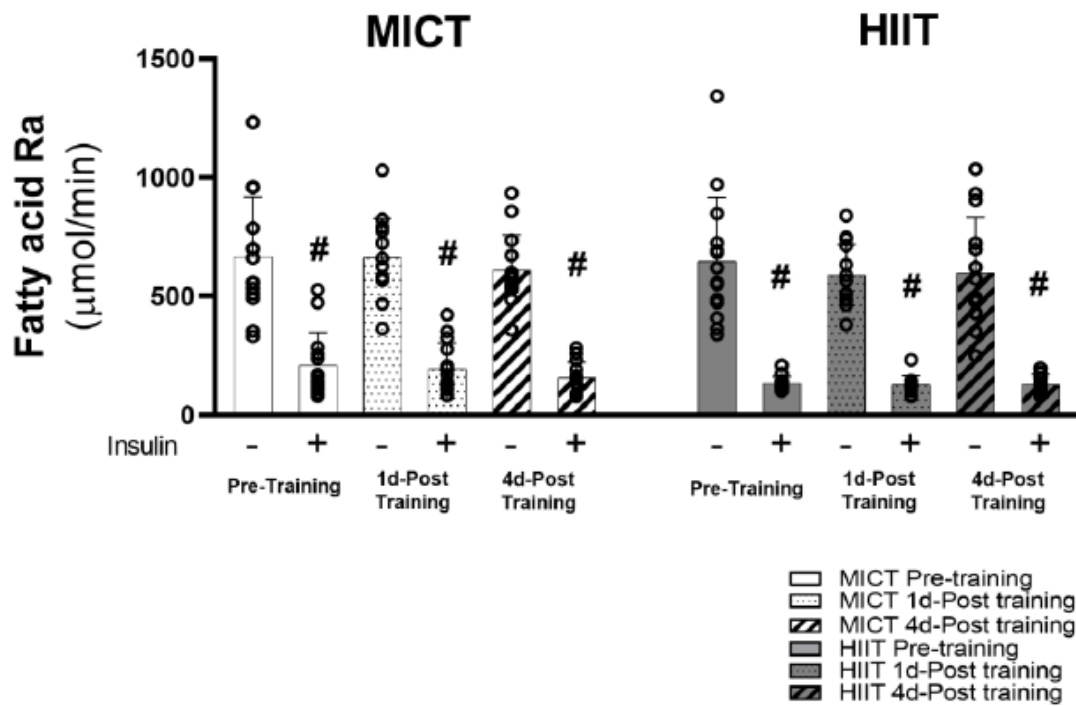 MICT HIIT
Fatty acid Ra
(μmol/min)
1500
1000
500
0
# # # # # #
Insulin - + - + - + - + - + - +
Pre-Training 1d-Post Training 4d-Post Training Pre-Training 1d-Post Training 4d-Post Training
MICT Pre-training
MICT 1d-Post training
MICT 4d-Post training
HIIT Pre-training
HIIT 1d-Post training
HIIT 4d-Post training